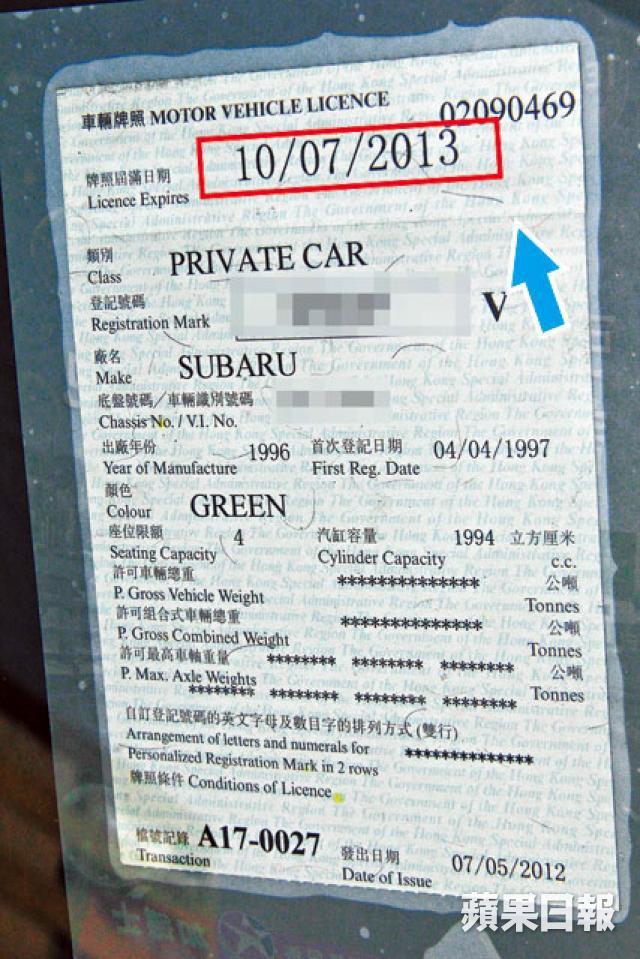 車輛牌照 MOTOR VEHICLE LICENCE
02090469
牌照屆滿日期 10/07/2013
Licence Expires
類別 PRIVATE CAR
Class
登記號碼
Registration Mark V
廠名 SUBARU
Make
底盤號碼／車輛識別號碼
Chassis No. / V.I. No.
出廠年份 1996 首次登記日期 04/04/1997
Year of Manufacture First Reg. Date
顏色 GREEN
Colour
座位限額 4 汽缸容量 1994 立方厘米
Seating Capacity Cylinder Capacity c.c.
許可車輛總重 ************** 公噸
P. Gross Vehicle Weight Tonnes
許可組合式車輛總重 ************** 公噸
P. Gross Combined Weight Tonnes
許可最高車軸重量 ******** ******** ******** 公噸
P. Max. Axle Weights Tonnes
******** ******** ******** ********
自訂登記號碼的英文字母及數目字的排列方式 (雙行)
Arrangement of letters and numerals for **************
Personalized Registration Mark in 2 rows
牌照條件 Conditions of Licence
檔號記錄 A17-0027 發出日期 07/05/2012
Transaction Date of Issue
蘋果日報